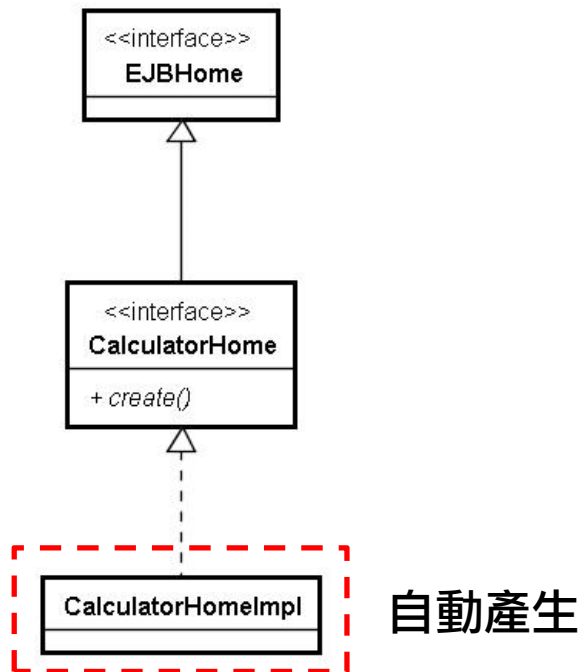 <<interface>>
EJBHome
<<interface>>
CalculatorHome
+ create()
CalculatorHomeImpl
自動產生